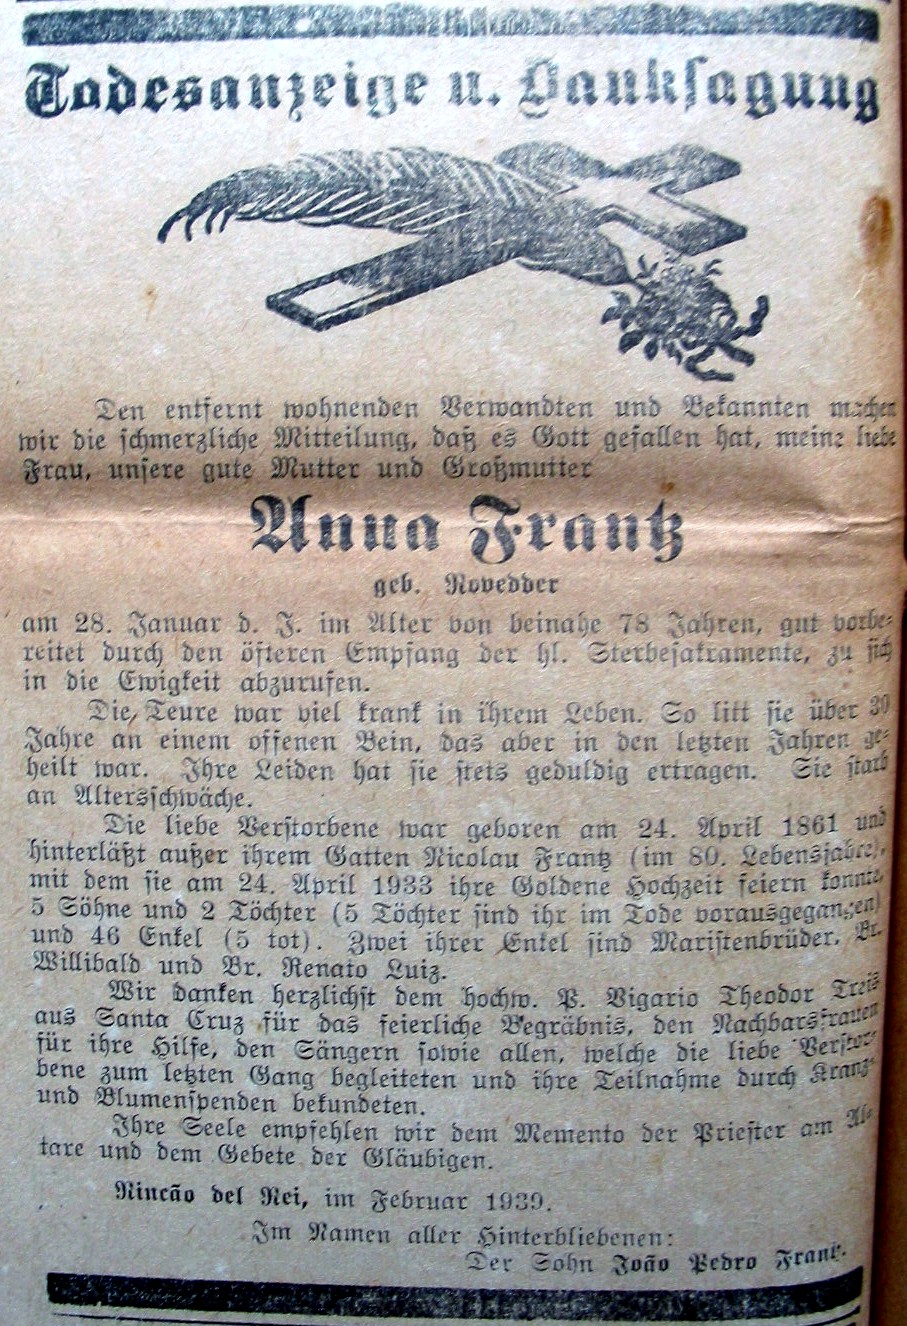 Todesanzeige u. Danksagung
Den entfernt wohnenden Verwandten und Bekannten machen
wir die schmerzliche Mitteilung, daß es Gott gefallen hat, meine liebe
Frau, unsere gute Mutter und Großmutter
Anna Frantz
geb. Rovedder
am 28. Januar d. J. im Alter von beinahe 78 Jahren, gut vorbe-
reitet durch den öfteren Empfang der hl. Sterbesakramente, zu sich
in die Ewigkeit abzurufen.
Die Teure war viel krank in ihrem Leben. So litt sie über 30
Jahre an einem offenen Bein, das aber in den letzten Jahren ge-
heilt war. Ihre Leiden hat sie stets geduldig ertragen. Sie starb
an Altersschwäche.
Die liebe Verstorbene war geboren am 24. April 1861 und
hinterläßt außer ihrem Gatten Nicolau Frantz (im 80. Lebensjahre),
mit dem sie am 24. April 1933 ihre Goldene Hochzeit feiern konnte,
5 Söhne und 2 Töchter (5 Töchter sind ihr im Tode vorausgegangen)
und 46 Enkel (5 tot). Zwei ihrer Enkel sind Maristenbrüder, Br.
Willibald und Br. Renato Luiz.
Wir danken herzlichst dem hochw. P. Vigario Theodor Treis
aus Santa Cruz für das feierliche Begräbnis, den Nachbarsfrauen
für ihre Hilfe, den Sängern sowie allen, welche die liebe Verstor-
bene zum letzten Gang begleiteten und ihre Teilnahme durch Kranz-
und Blumenspenden bekundeten.
Ihre Seele empfehlen wir dem Memento der Priester am Al-
tare und dem Gebete der Gläubigen.
Rincão del Rei, im Februar 1939.
Im Namen aller Hinterbliebenen:
Der Sohn João Pedro Frantz.